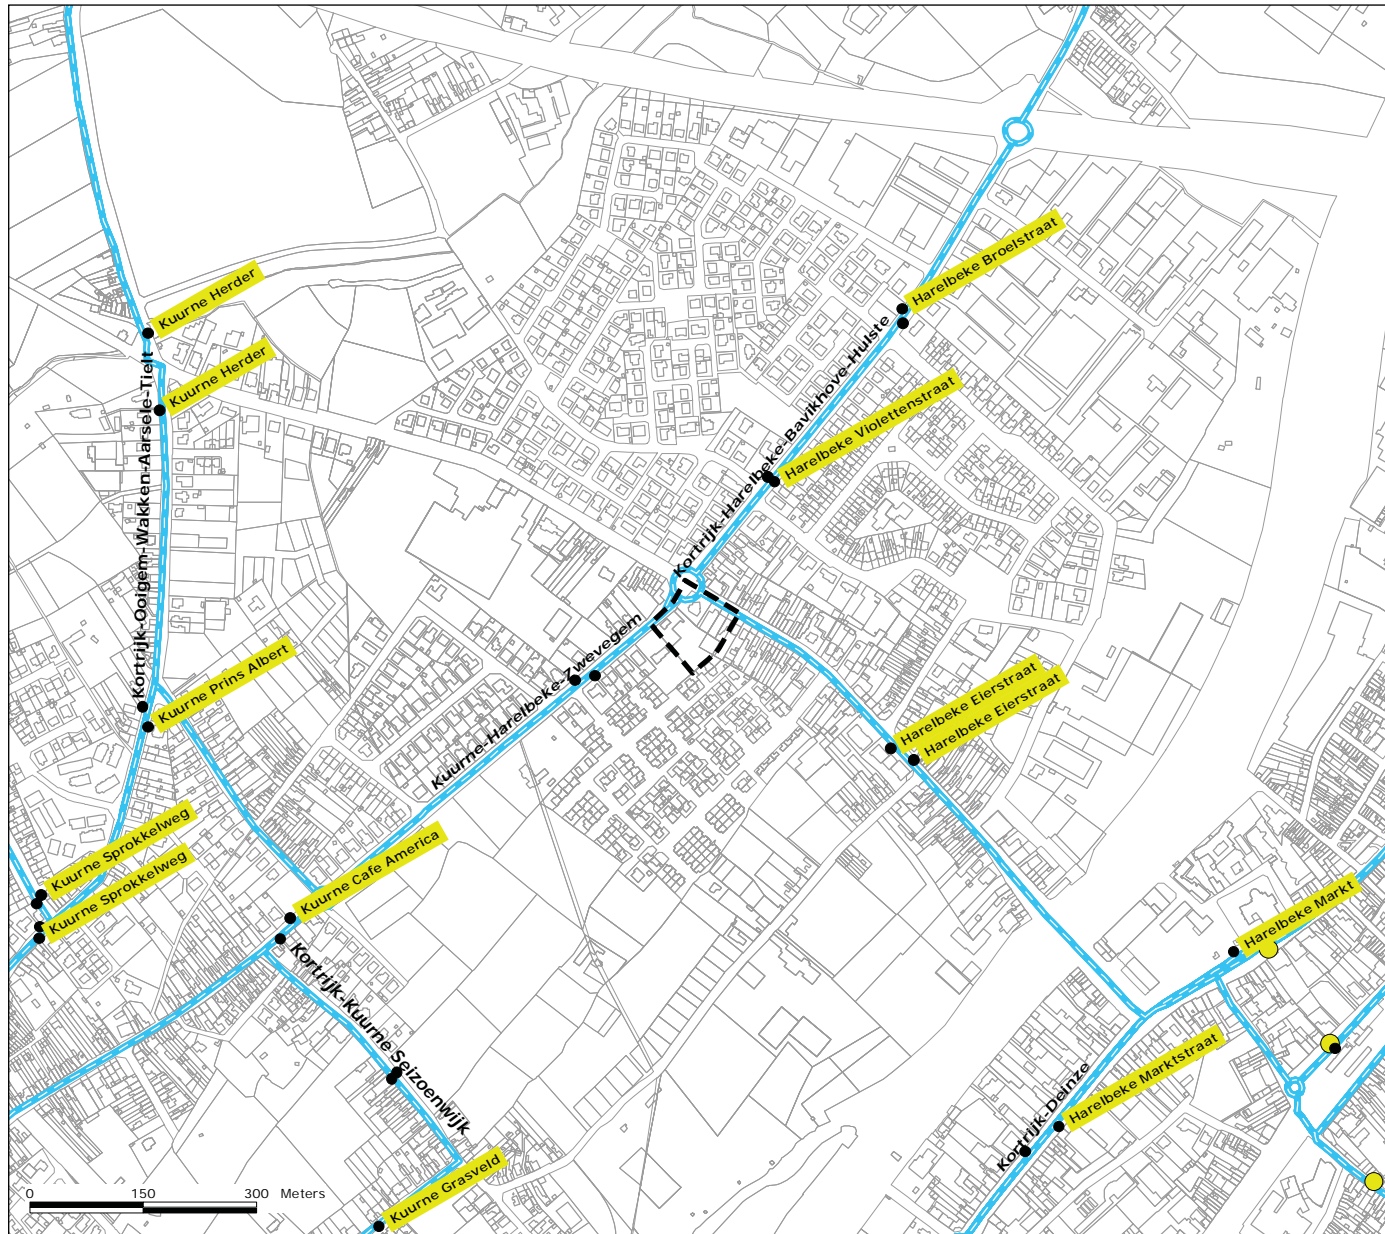 Harelbeke Broelstraat
Kuurne Herder
Kuurne Herder
Kortrijk-Harelbeke-Bavikhove-Hulste
Harelbeke Violettenstraat
Kortrijk-Ooigem-Wakken-Aarsele-Tielt
Kuurne-Harelbeke-Zwevegem
Kuurne Prins Albert
Harelbeke Eierstraat
Harelbeke Eierstraat
Kuurne Sprokkelweg
Kuurne Sprokkelweg
Kuurne Cafe America
Harelbeke Markt
Kortrijk-Kuurne Seizoenwijk
Harelbeke Marktstraat
Kortrijk-Deinze
Kuurne Grasveld
0 150 300 Meters